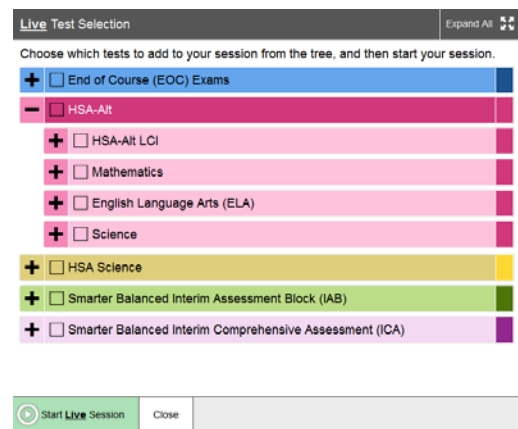 Live Test Selection
Expand All
Choose which tests to add to your session from the tree, and then start your session.
End of Course (EOC) Exams
HSA-Alt
HSA-Alt LCI
Mathematics
English Language Arts (ELA)
Science
HSA Science
Smarter Balanced Interim Assessment Block (IAB)
Smarter Balanced Interim Comprehensive Assessment (ICA)
Start Live Session
Close